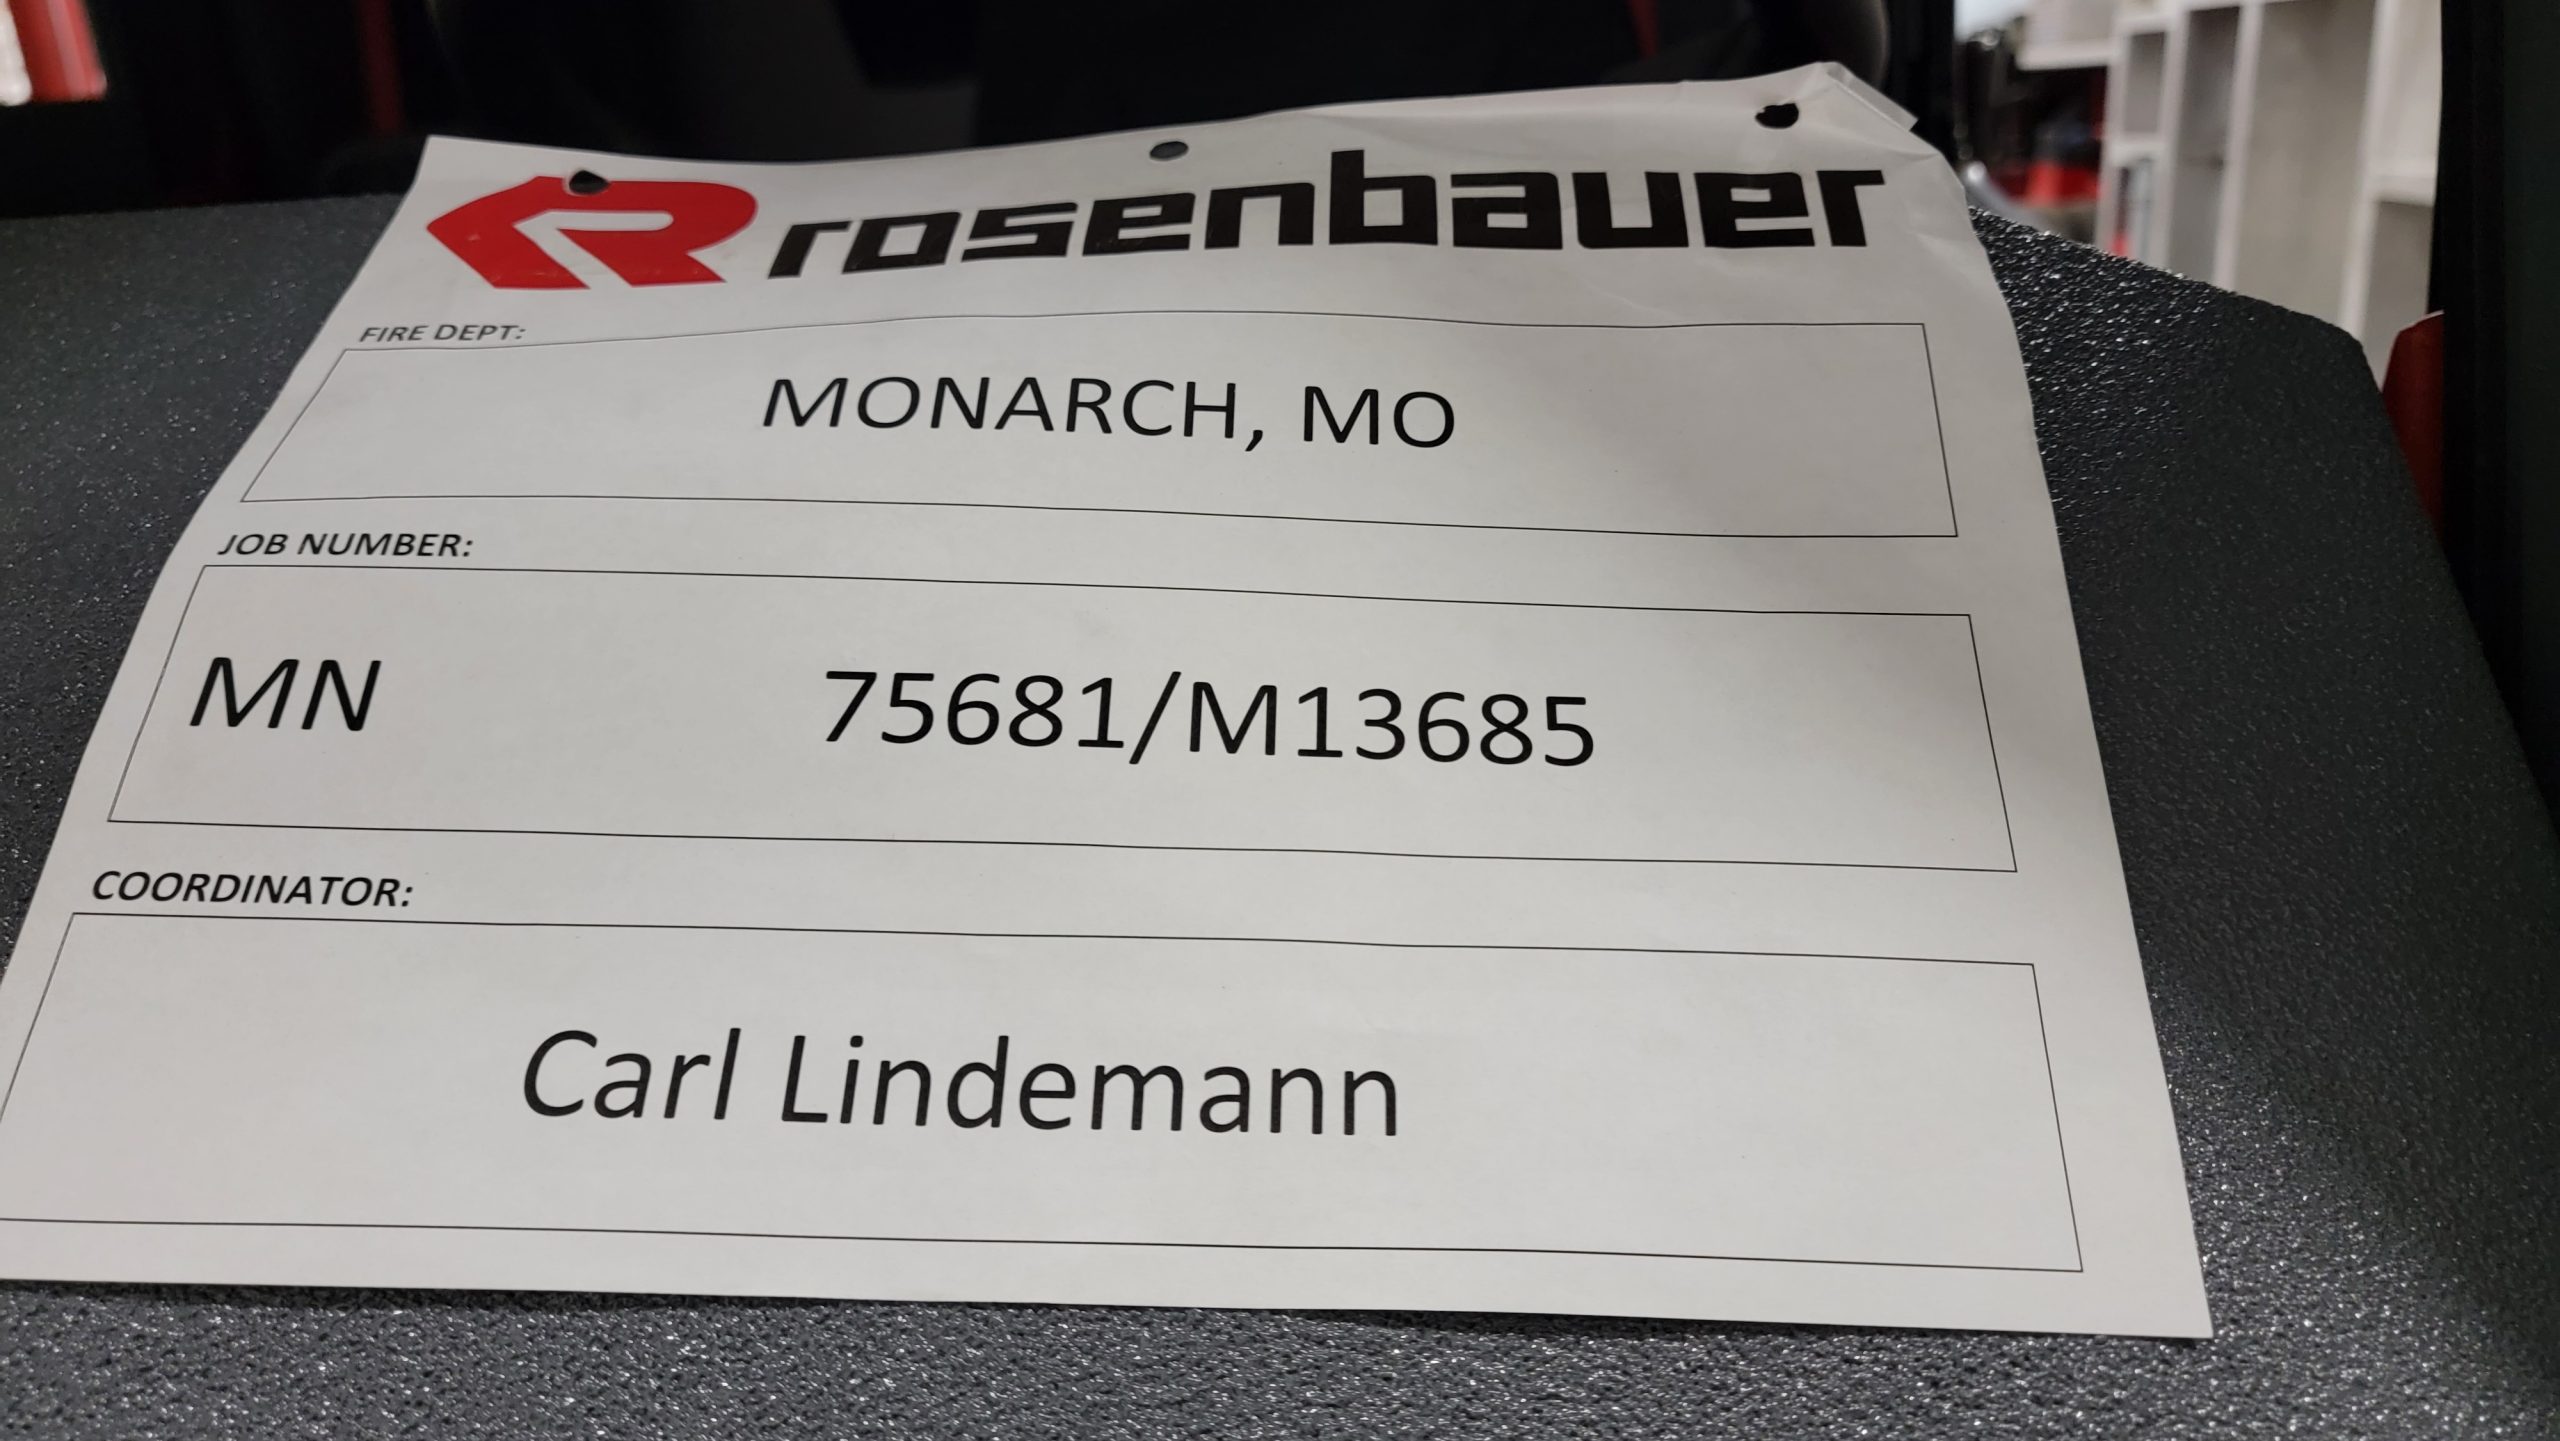 rosenbauer
FIRE DEPT:
MONARCH, MO
JOB NUMBER:
MN 75681/M13685
COORDINATOR:
Carl Lindemann